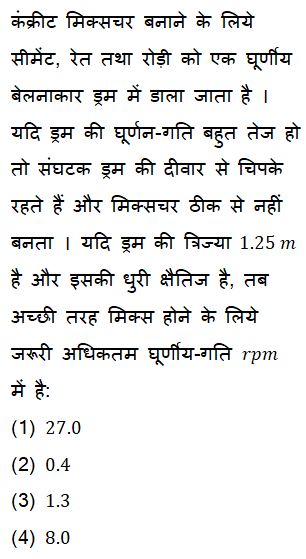 कंक्रीट मिक्सचर बनाने के लिये
सीमेंट, रेत तथा रोड़ी को एक घूर्णीय
बेलनाकार ड्रम में डाला जाता है ।
यदि ड्रम की घूर्णन-गति बहुत तेज हो
तो संघटक ड्रम की दीवार से चिपके
रहते हैं और मिक्सचर ठीक से नहीं
बनता । यदि ड्रम की त्रिज्या 1.25 m
है और इसकी धुरी क्षैतिज है, तब
अच्छी तरह मिक्स होने के लिये
जरूरी अधिकतम घूर्णीय-गति rpm
में है:
(1) 27.0
(2) 0.4
(3) 1.3
(4) 8.0